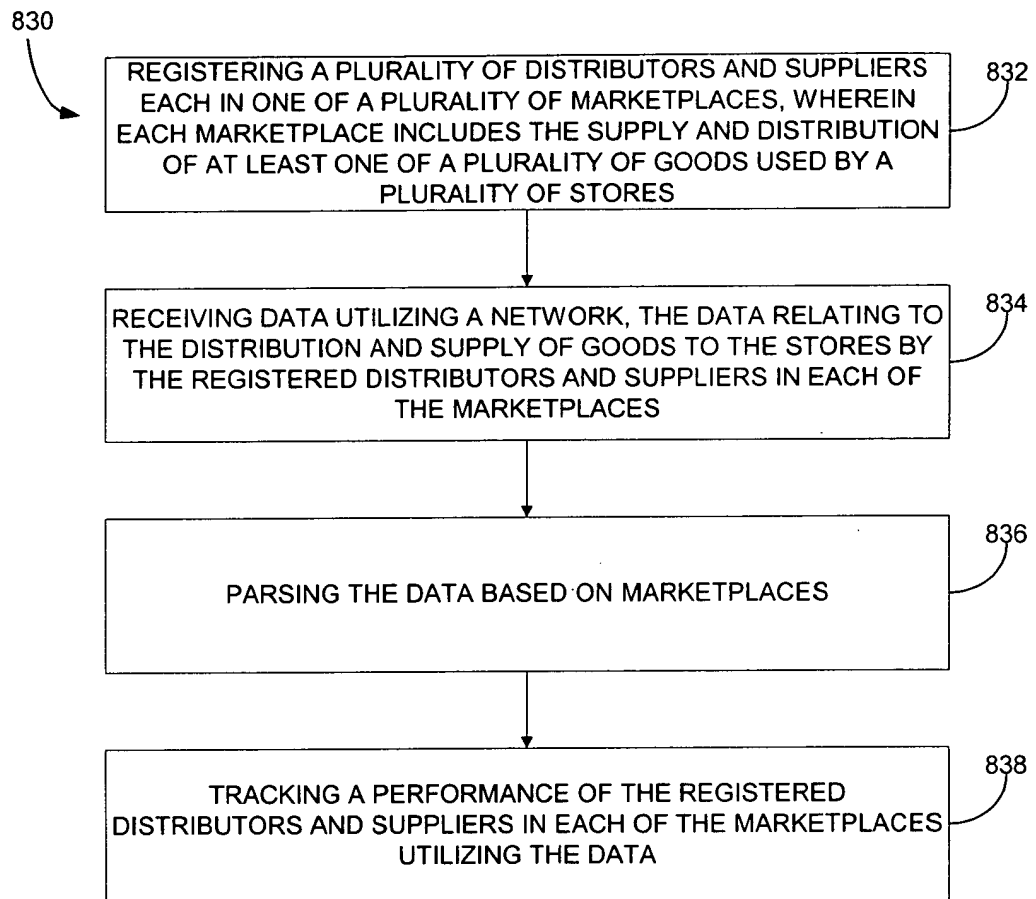 830
REGISTERING A PLURALITY OF DISTRIBUTORS AND SUPPLIERS
EACH IN ONE OF A PLURALITY OF MARKETPLACES, WHEREIN
EACH MARKETPLACE INCLUDES THE SUPPLY AND DISTRIBUTION
OF AT LEAST ONE OF A PLURALITY OF GOODS USED BY A
PLURALITY OF STORES
832
RECEIVING DATA UTILIZING A NETWORK, THE DATA RELATING TO
THE DISTRIBUTION AND SUPPLY OF GOODS TO THE STORES BY
THE REGISTERED DISTRIBUTORS AND SUPPLIERS IN EACH OF
THE MARKETPLACES
834
PARSING THE DATA BASED ON MARKETPLACES
836
TRACKING A PERFORMANCE OF THE REGISTERED
DISTRIBUTORS AND SUPPLIERS IN EACH OF THE MARKETPLACES
UTILIZING THE DATA
838